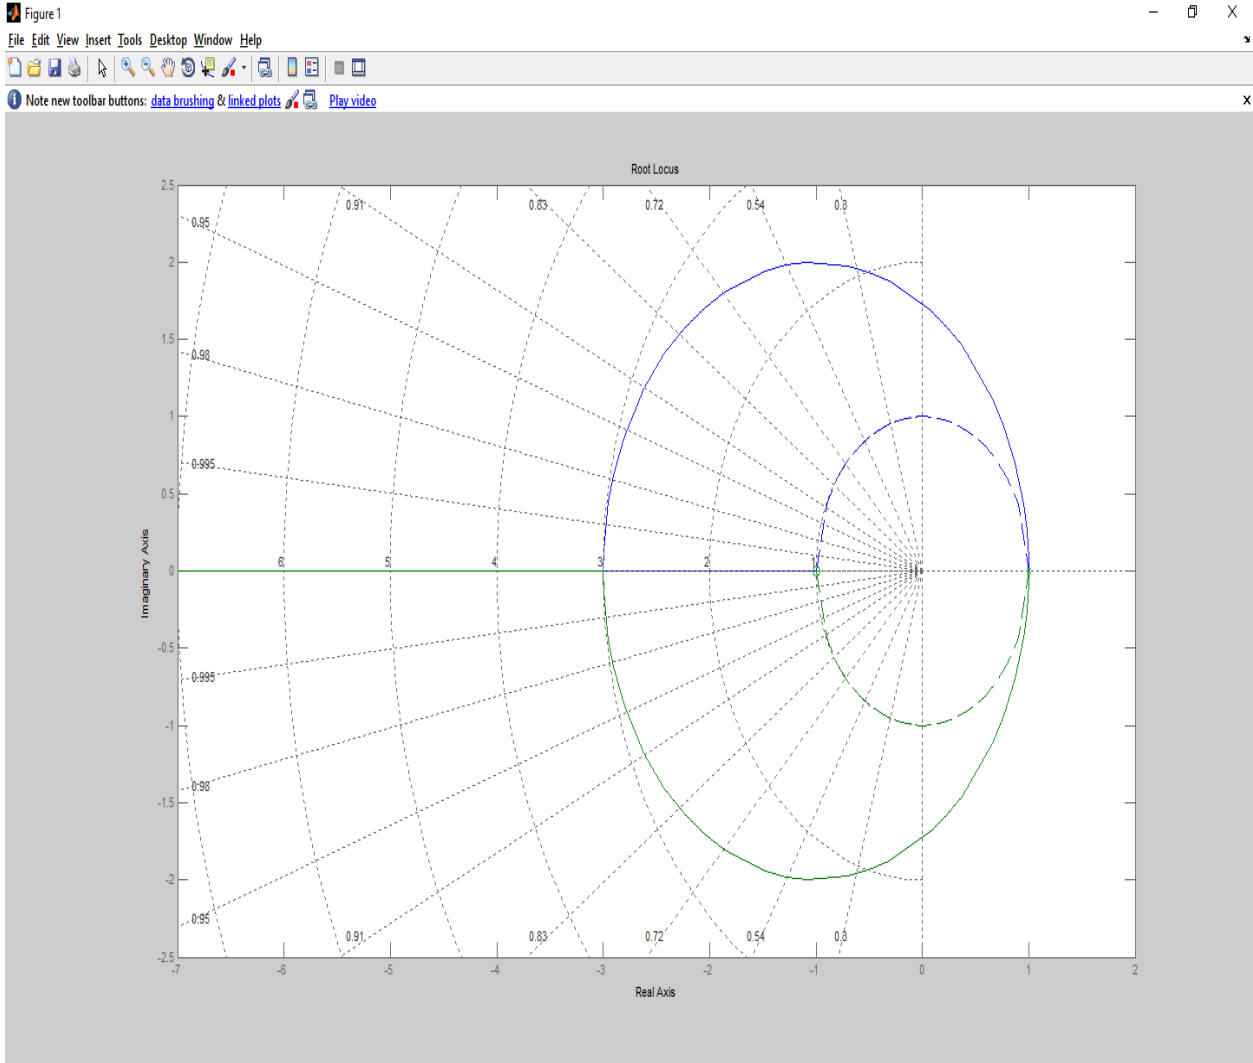 Figure 1
File Edit View Insert Tools Desktop Window Help
Note new toolbar buttons: data brushing & linked plots Play video
Root Locus
2.5
0.91 0.83 0.72 0.54 0.8
0.95
2
1.5
0.98
1
0.995
0.5
6 5 4 3 2 1
0
Imaginary Axis
-0.5
0.995
-1
0.98
-1.5
-2
0.95
0.91 0.83 0.72 0.54 0.8
-2.5
-7 -6 -5 -4 -3 -2 -1 0 1 2
Real Axis